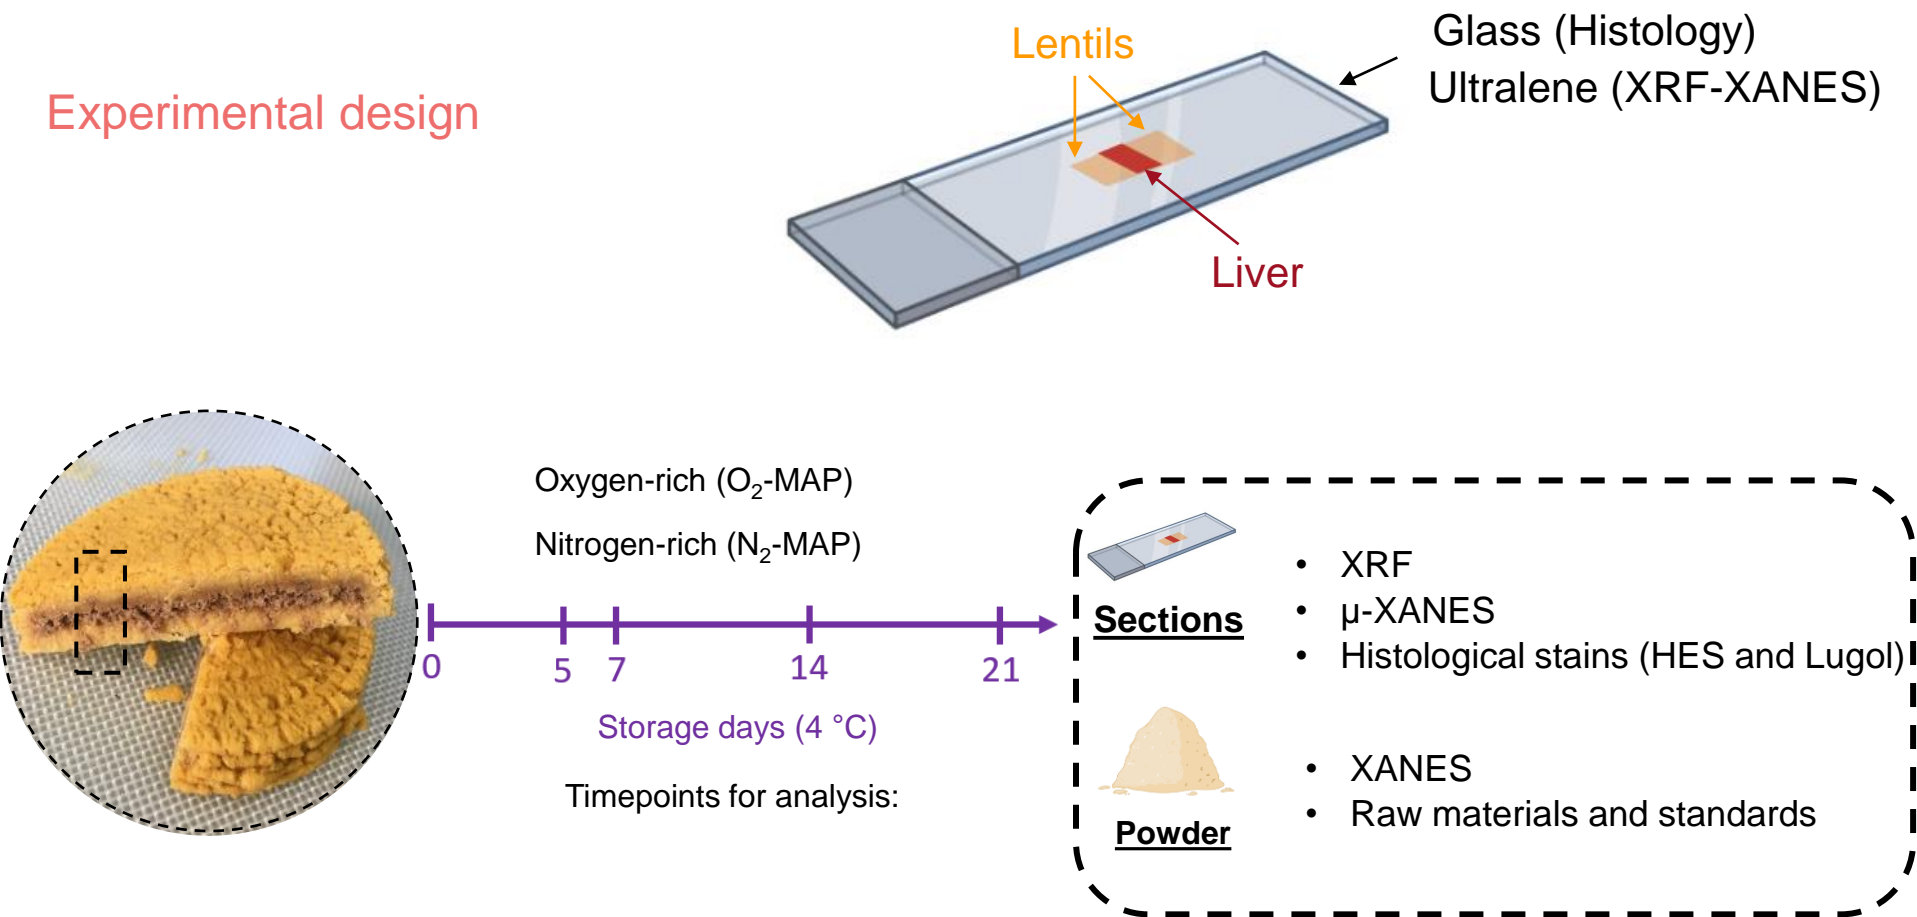 Experimental design
Lentils
Glass (Histology)
Ultralene (XRF-XANES)
Liver
Oxygen-rich (O₂-MAP)
Nitrogen-rich (N₂-MAP)
0 5 7 14 21
Storage days (4 °C)
Timepoints for analysis:
Sections
• XRF
• µ-XANES
• Histological stains (HES and Lugol)
Powder
• XANES
• Raw materials and standards